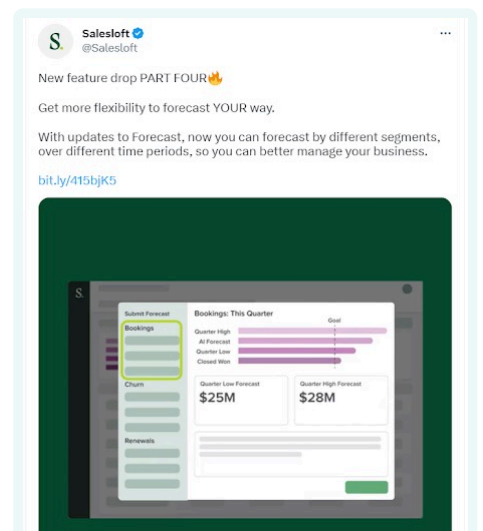 S.
Salesloft
@Salesloft
New feature drop PART FOUR🔥
Get more flexibility to forecast YOUR way.
With updates to Forecast, now you can forecast by different segments,
over different time periods, so you can better manage your business.
bit.ly/415bjK5
S.
Submit Forecast
Bookings
Churn
Renewals
Bookings: This Quarter
Goal
Quarter High
AI Forecast
Quarter Low
Closed Won
Quarter Low Forecast
$25M
Quarter High Forecast
$28M